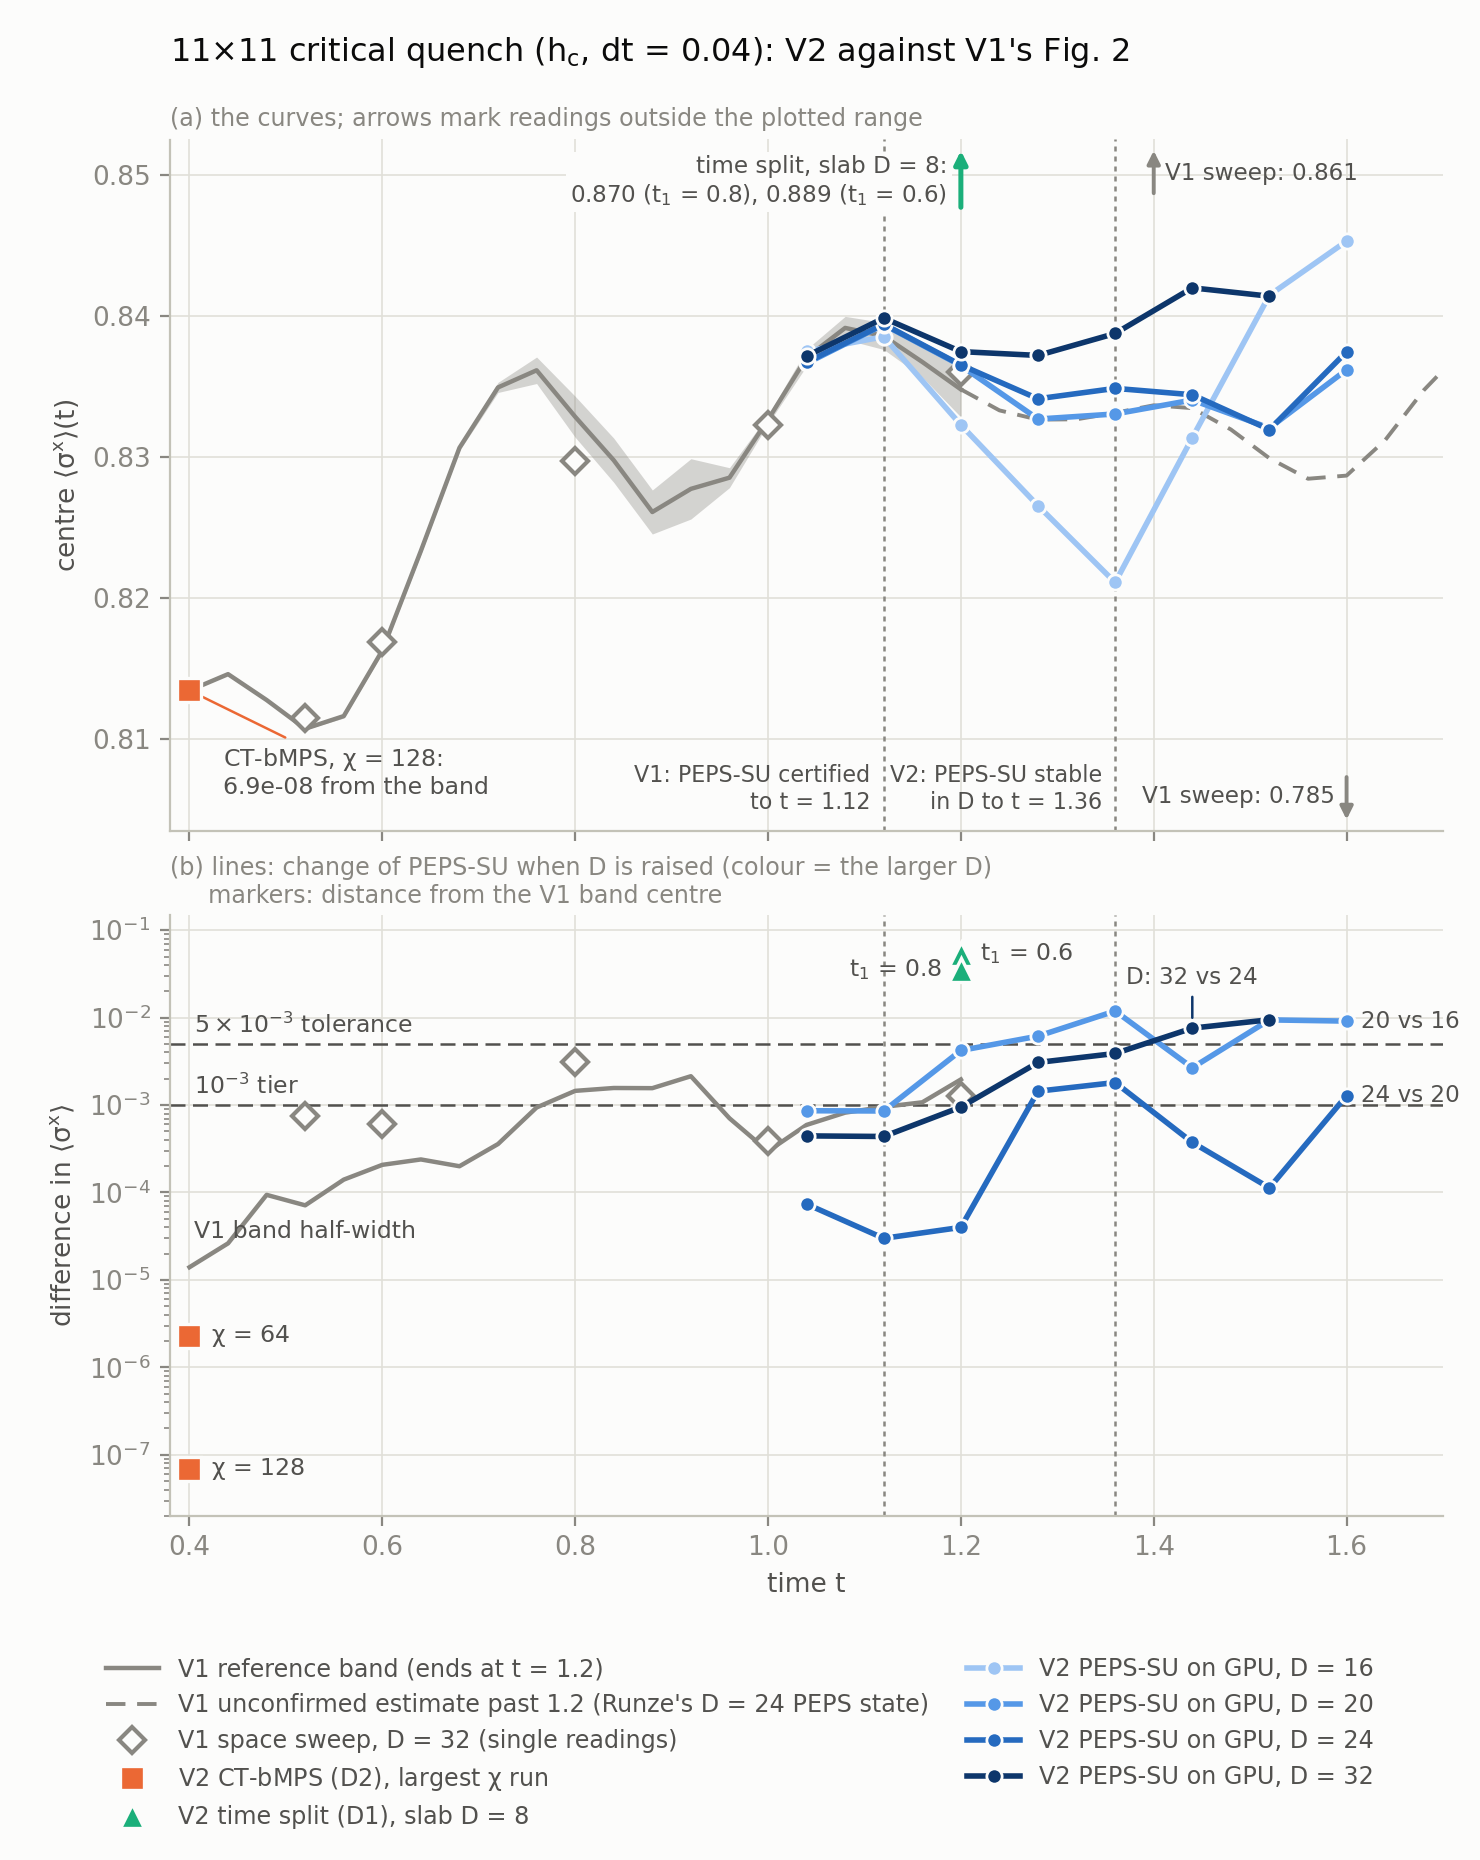 11×11 critical quench (h_c, dt = 0.04): V2 against V1's Fig. 2
(a) the curves; arrows mark readings outside the plotted range
time split, slab D = 8:
0.870 (t₁ = 0.8), 0.889 (t₁ = 0.6)
V1 sweep: 0.861
0.85
0.84
0.83
0.82
0.81
centre ⟨σˣ⟩(t)
CT-bMPS, χ = 128:
6.9e-08 from the band
V1: PEPS-SU certified
to t = 1.12
V2: PEPS-SU stable
in D to t = 1.36
V1 sweep: 0.785
(b) lines: change of PEPS-SU when D is raised (colour = the larger D)
markers: distance from the V1 band centre
10⁻¹
10⁻²
10⁻³
10⁻⁴
10⁻⁵
10⁻⁶
10⁻⁷
difference in ⟨σˣ⟩
t₁ = 0.8
t₁ = 0.6
D: 32 vs 24
5 × 10⁻³ tolerance
20 vs 16
10⁻³ tier
24 vs 20
V1 band half-width
χ = 64
χ = 128
0.4 0.6 0.8 1.0 1.2 1.4 1.6
time t
V1 reference band (ends at t = 1.2)
V1 unconfirmed estimate past 1.2 (Runze's D = 24 PEPS state)
V1 space sweep, D = 32 (single readings)
V2 CT-bMPS (D2), largest χ run
V2 time split (D1), slab D = 8
V2 PEPS-SU on GPU, D = 16
V2 PEPS-SU on GPU, D = 20
V2 PEPS-SU on GPU, D = 24
V2 PEPS-SU on GPU, D = 32